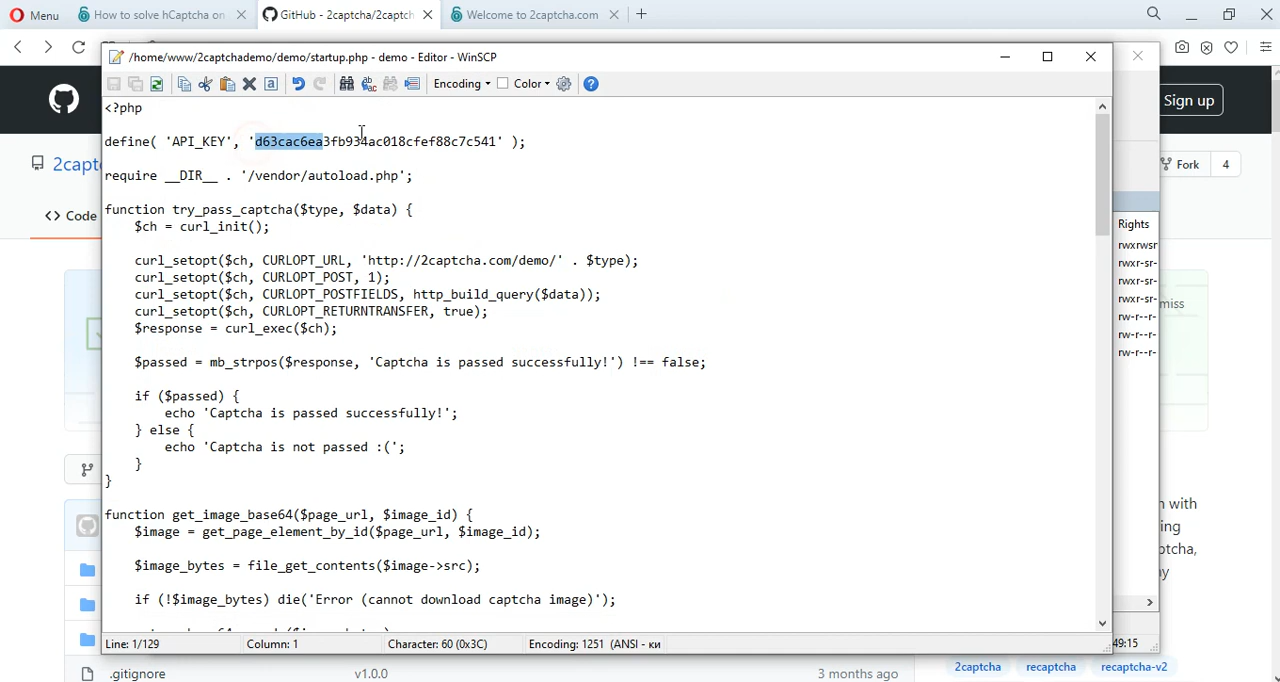 Menu
How to solve hCaptcha on
GitHub - 2captcha/2captch
Welcome to 2captcha.com
/home/www/2captchademo/demo/startup.php - demo - Editor - WinSCP
Encoding
Color
<?php
define( 'API_KEY', 'd63cac6ea3fb934ac018cfef88c7c541' );
require __DIR__ . '/vendor/autoload.php';
function try_pass_captcha($type, $data) {
$ch = curl_init();
curl_setopt($ch, CURLOPT_URL, 'http://2captcha.com/demo/' . $type);
curl_setopt($ch, CURLOPT_POST, 1);
curl_setopt($ch, CURLOPT_POSTFIELDS, http_build_query($data));
curl_setopt($ch, CURLOPT_RETURNTRANSFER, true);
$response = curl_exec($ch);
$passed = mb_strpos($response, 'Captcha is passed successfully!') !== false;
if ($passed) {
echo 'Captcha is passed successfully!';
} else {
echo 'Captcha is not passed :(';
}
}
function get_image_base64($page_url, $image_id) {
$image = get_page_element_by_id($page_url, $image_id);
$image_bytes = file_get_contents($image->src);
if (!$image_bytes) die('Error (cannot download captcha image)');
Line: 1/129
Column: 1
Character: 60 (0x3C)
Encoding: 1251 (ANSI - ки
Sign up
2capt
Fork
4
<> Code
Rights
rwxrwsr
rwxr-sr-
rwxr-sr-
rwxr-sr-
rw-r--r-
rw-r--r-
rw-r--r-
miss
n with
ing
ptcha,
y
49:15
.gitignore
v1.0.0
3 months ago
2captcha
recaptcha
recaptcha-v2